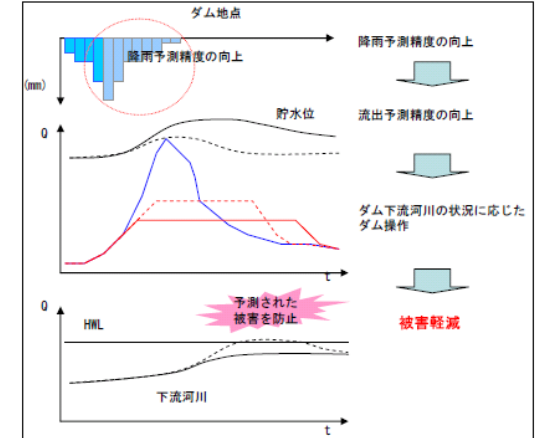 ダム地点
降雨予測精度の向上
(mm)
貯水位
Q
t
予測された
被害を防止
Q
HWL
下流河川
t
降雨予測精度の向上
流出予測精度の向上
ダム下流河川の状況に応じた
ダム操作
被害軽減